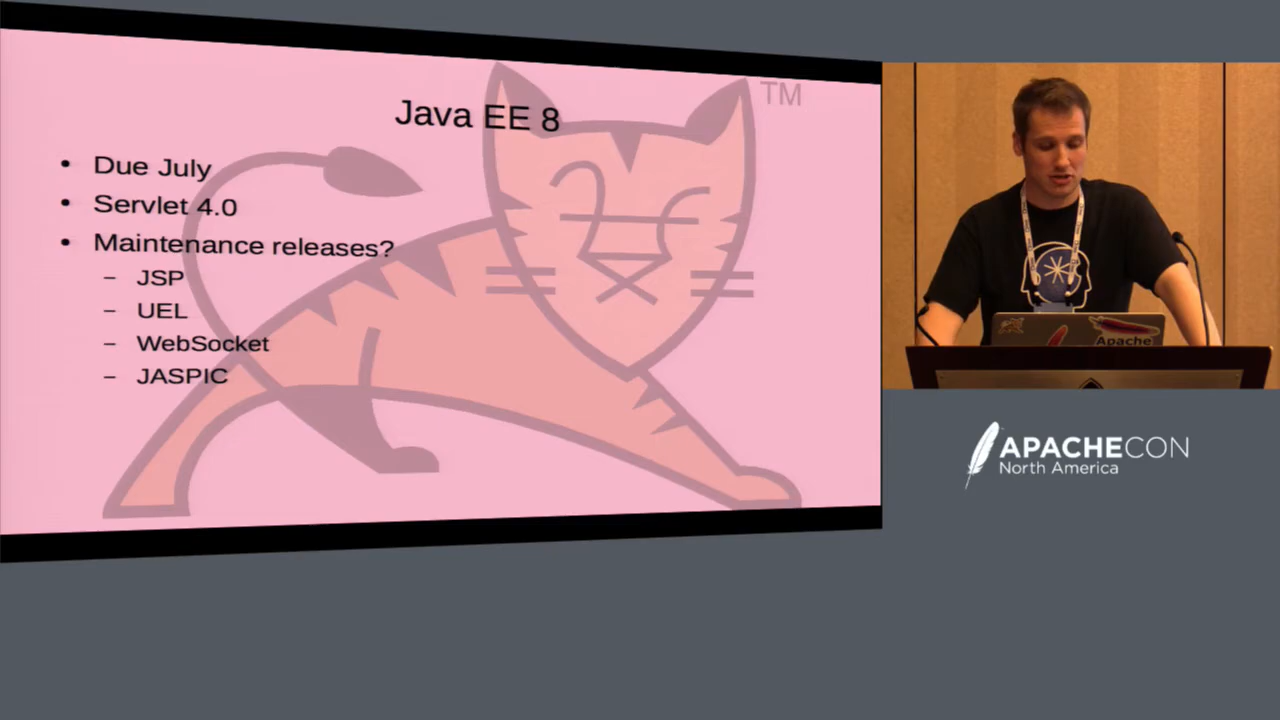 Java EE 8
TM
• Due July
• Servlet 4.0
• Maintenance releases?
– JSP
– UEL
– WebSocket
– JASPIC
Apache
APACHECON
North America